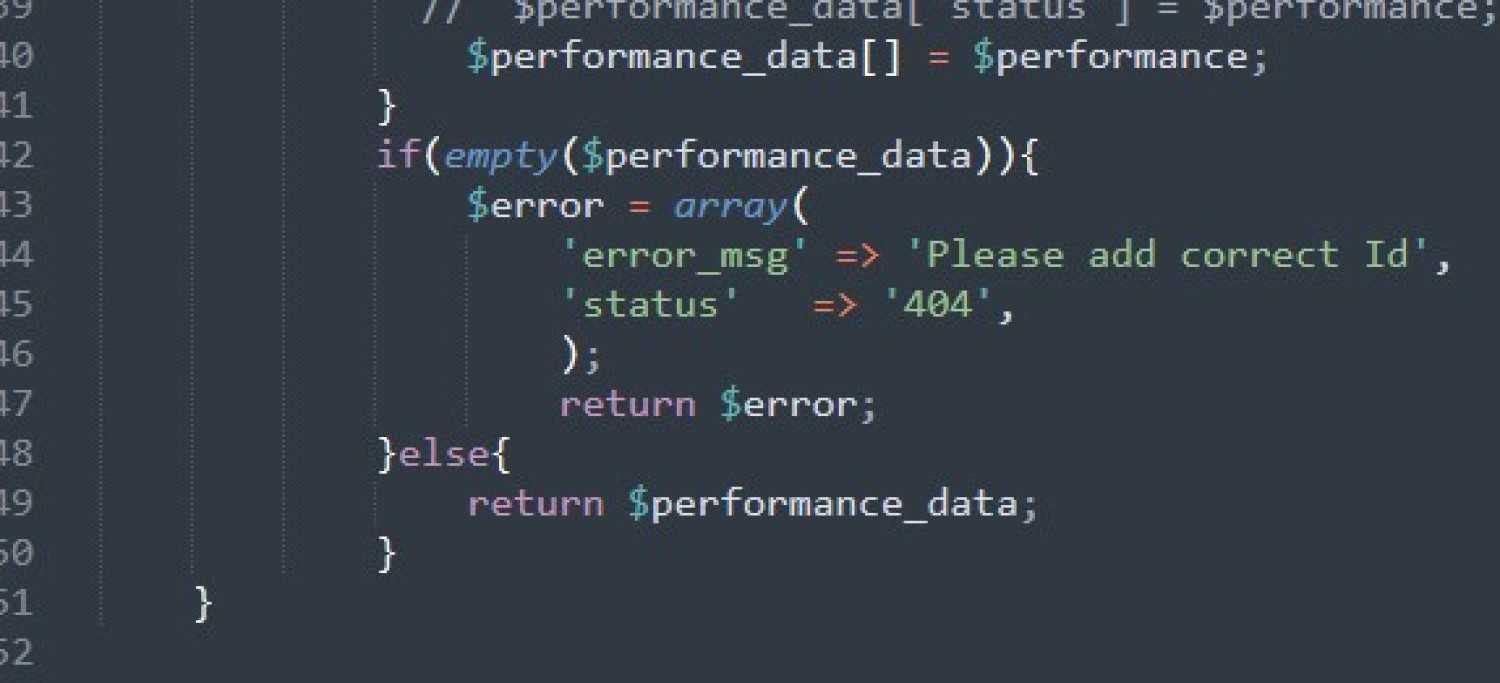 39 // $performance_data['status'] = $performance;
40 $performance_data[] = $performance;
41 }
42 if(empty($performance_data)){
43 $error = array(
44 'error_msg' => 'Please add correct Id',
45 'status' => '404',
46 );
47 return $error;
48 }else{
49 return $performance_data;
50 }
51 }
52